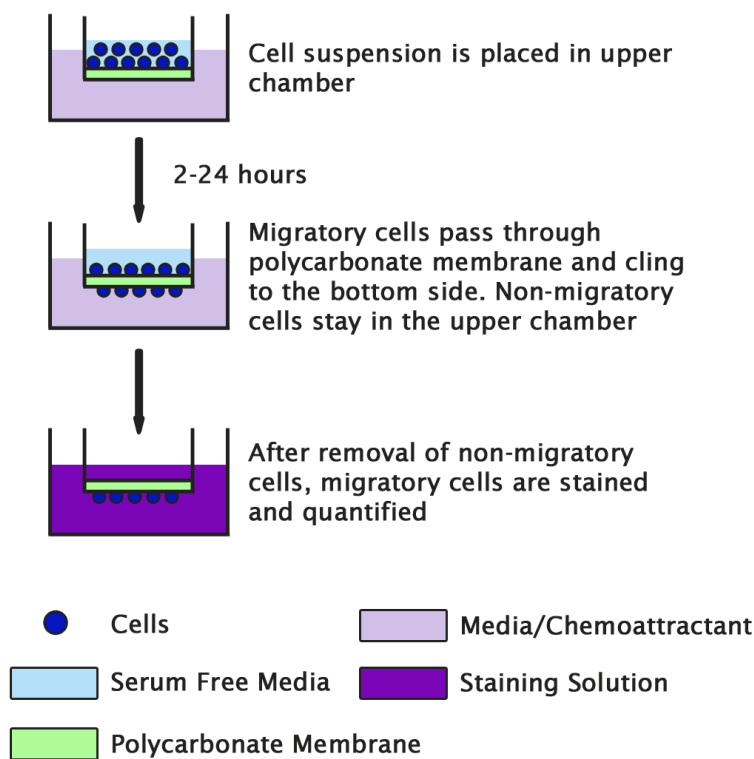 Cell suspension is placed in upper
chamber
2-24 hours
Migratory cells pass through
polycarbonate membrane and cling
to the bottom side. Non-migratory
cells stay in the upper chamber
After removal of non-migratory
cells, migratory cells are stained
and quantified
Cells
Media/Chemoattractant
Serum Free Media
Staining Solution
Polycarbonate Membrane